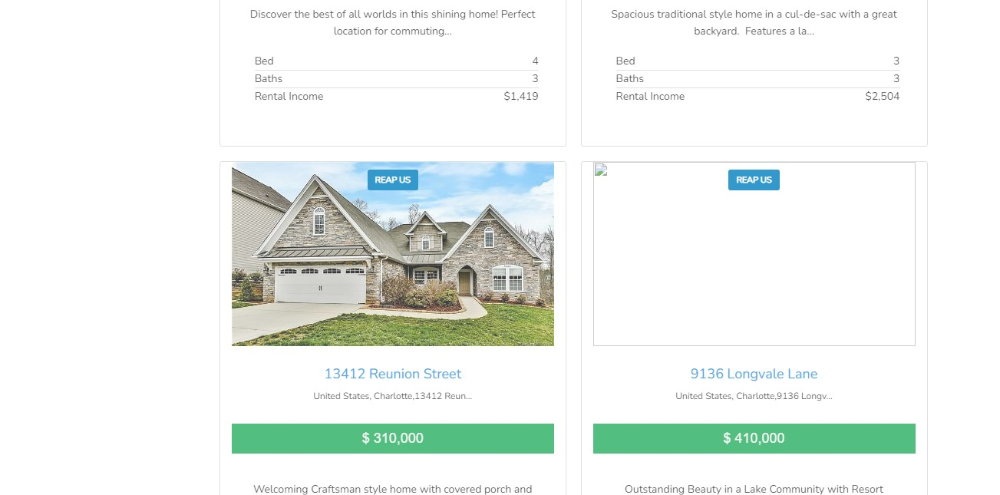 Discover the best of all worlds in this shining home! Perfect
location for commuting...
Bed 4
Baths 3
Rental Income $1,419
Spacious traditional style home in a cul-de-sac with a great
backyard.  Features a la...
Bed 3
Baths 3
Rental Income $2,504
REAP US
13412 Reunion Street
United States, Charlotte,13412 Reun...
$ 310,000
Welcoming Craftsman style home with covered porch and
REAP US
9136 Longvale Lane
United States, Charlotte,9136 Longv...
$ 410,000
Outstanding Beauty in a Lake Community with Resort